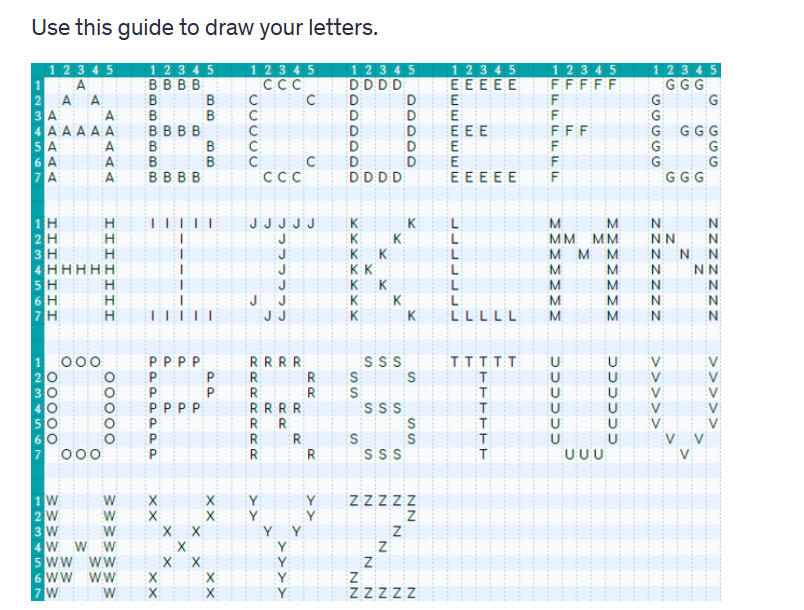 Use this guide to draw your letters.
1 2 3 4 5 1 2 3 4 5 1 2 3 4 5 1 2 3 4 5 1 2 3 4 5 1 2 3 4 5 1 2 3 4 5
1 A B B B B C C C D D D D E E E E E F F F F F G G G
2 A A B B C C D D E F G G
3 A A B B C D D E F G
4 A A A A A B B B B C D D E E E F F F G G G G
5 A A B B C D D E F G G
6 A A B B C C D D E F G G
7 A A B B B B C C C D D D D E E E E E F G G G
1 H H I I I I I J J J J J K K L M M N N
2 H H I J K K L M M M M N N N
3 H H I J K K L M M M N N N
4 H H H H H I J K K L M M N N N
5 H H I J K K L M M N N
6 H H I J J K K L M M N N
7 H H I I I I I J J K K L L L L L M M N N
1 O O O P P P P R R R R S S S T T T T T U U V V
2 O O P P R R S S T U U V V
3 O O P P R R S T U U V V
4 O O P P P P R R R R S S S T U U V V
5 O O P R R S T U U V V
6 O O P R R S S T U U V V
7 O O O P R R S S S T U U U V
1 W W X X Y Y Z Z Z Z Z
2 W W X X Y Y Z
3 W W X X Y Y Z
4 W W W X Y Z
5 W W W W X X Y Z
6 W W W W X X Y Z
7 W W X X Y Z Z Z Z Z